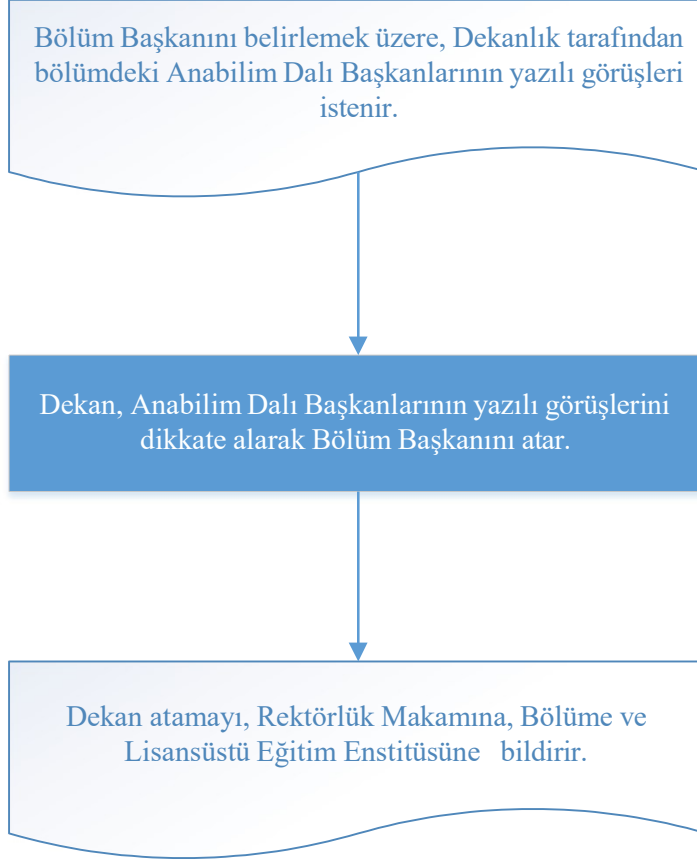 Bölüm Başkanını belirlemek üzere, Dekanlık tarafından
bölümdeki Anabilim Dalı Başkanlarının yazılı görüşleri
istenir.
Dekan, Anabilim Dalı Başkanlarının yazılı görüşlerini
dikkate alarak Bölüm Başkanını atar.
Dekan atamayı, Rektörlük Makamına, Bölüme ve
Lisansüstü Eğitim Enstitüsüne bildirir.